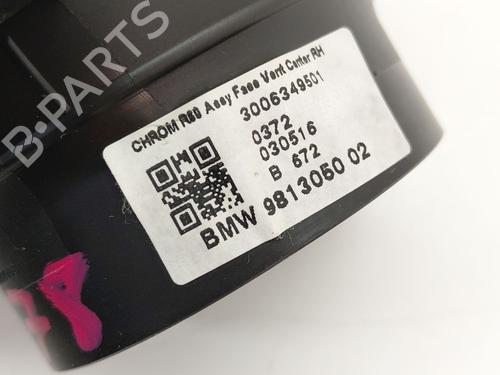 B-PARTS
CHROM R60 Assy Face Vent Center RH
3006349501
0372
030516
B 672
BMW 9813050 02